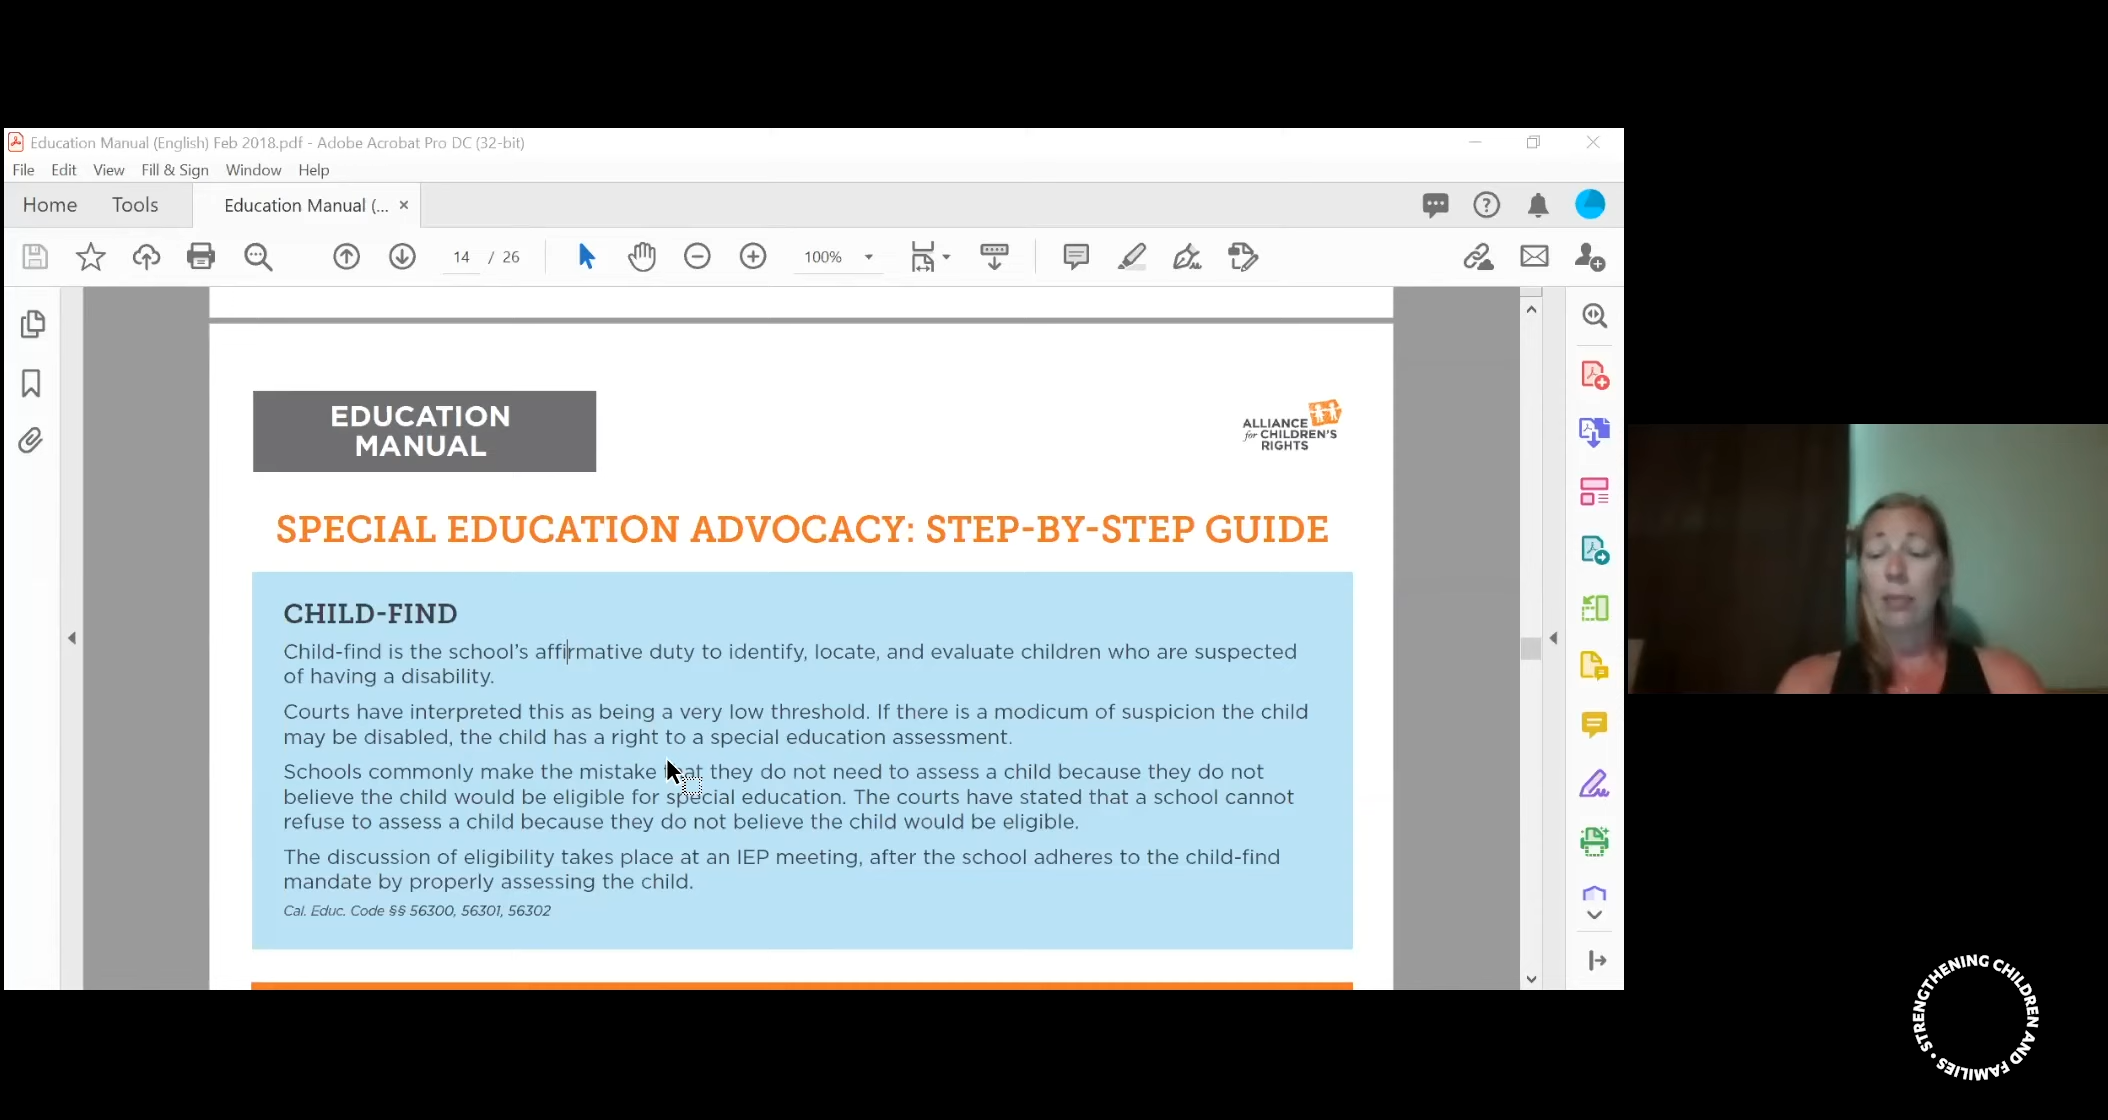 Education Manual (English) Feb 2018.pdf - Adobe Acrobat Pro DC (32-bit)
File Edit View Fill & Sign Window Help
Home Tools Education Manual (... ×
14 / 26 100%
EDUCATION
MANUAL
ALLIANCE
for CHILDREN'S
RIGHTS
SPECIAL EDUCATION ADVOCACY: STEP-BY-STEP GUIDE
CHILD-FIND
Child-find is the school's affirmative duty to identify, locate, and evaluate children who are suspected
of having a disability.
Courts have interpreted this as being a very low threshold. If there is a modicum of suspicion the child
may be disabled, the child has a right to a special education assessment.
Schools commonly make the mistake that they do not need to assess a child because they do not
believe the child would be eligible for special education. The courts have stated that a school cannot
refuse to assess a child because they do not believe the child would be eligible.
The discussion of eligibility takes place at an IEP meeting, after the school adheres to the child-find
mandate by properly assessing the child.
Cal. Educ. Code §§ 56300, 56301, 56302
STRENGTHENING CHILDREN AND FAMILIES •